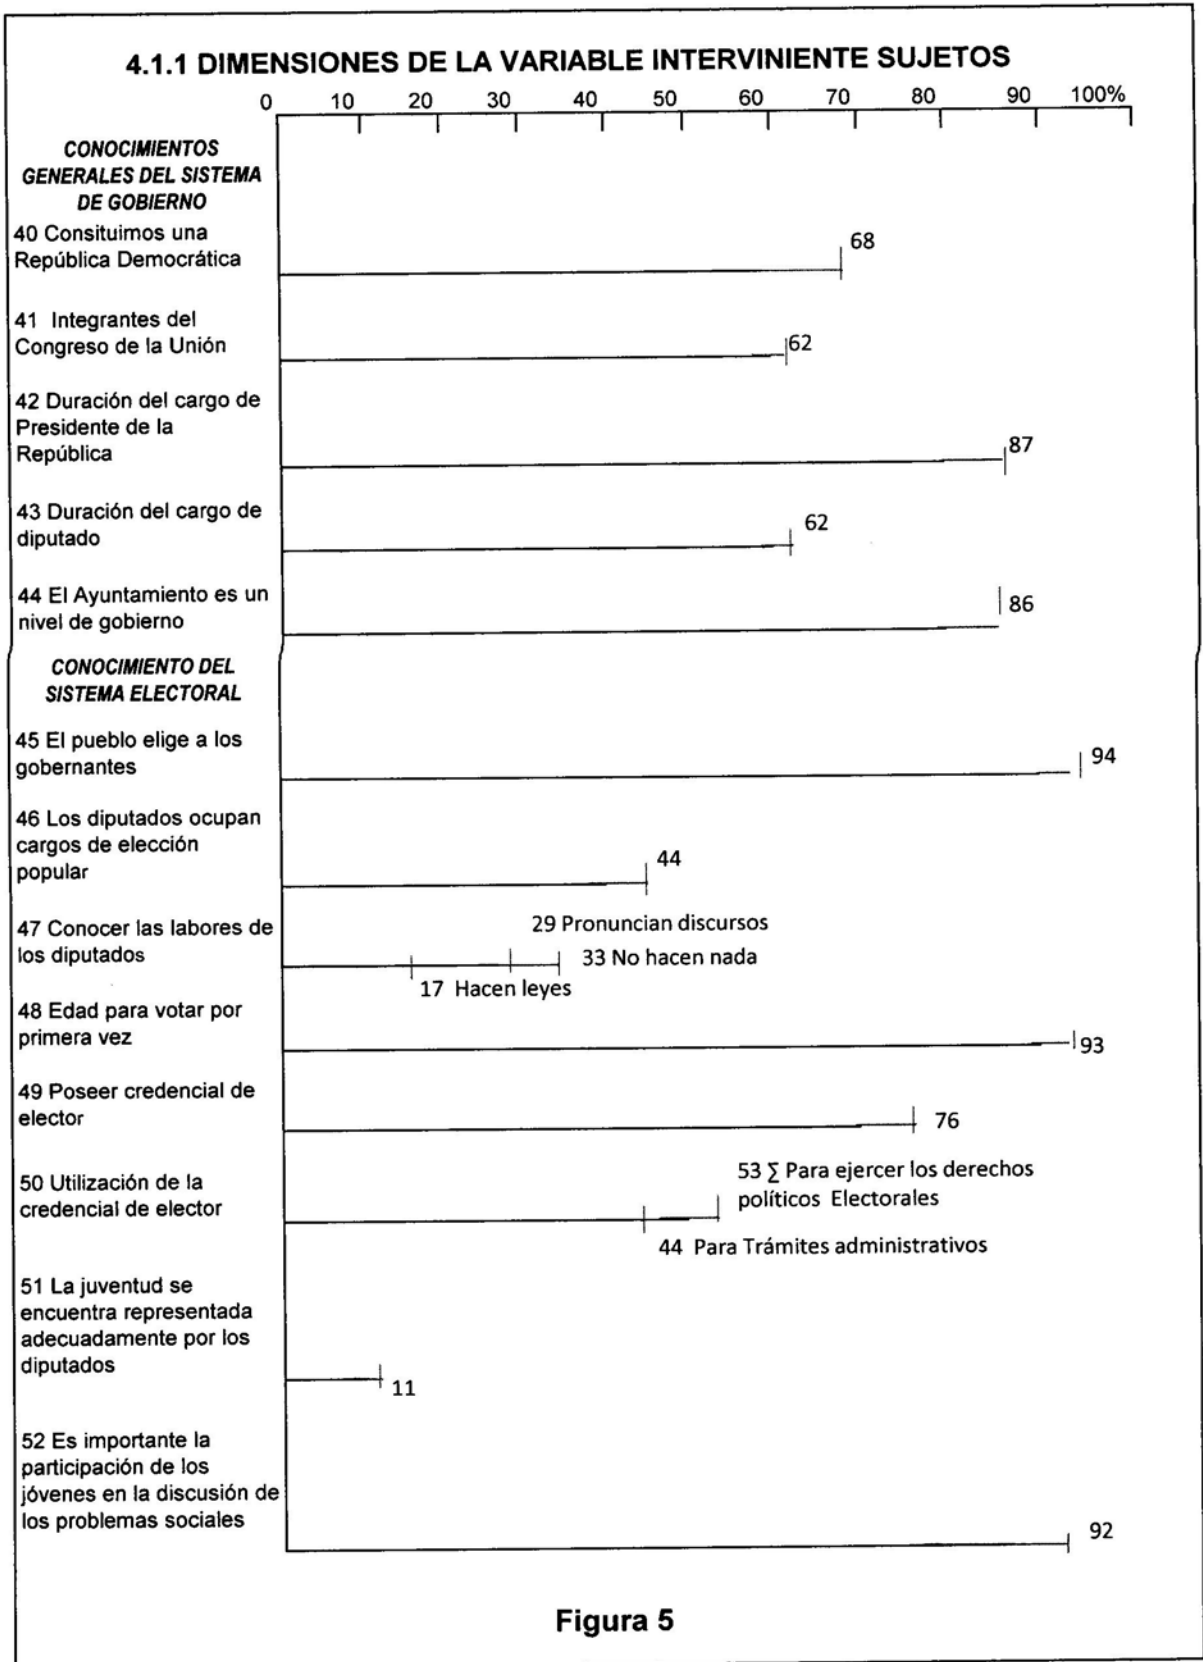 4.1.1 DIMENSIONES DE LA VARIABLE INTERVINIENTE SUJETOS
0 10 20 30 40 50 60 70 80 90 100%
CONOCIMIENTOS
GENERALES DEL SISTEMA
DE GOBIERNO
40 Consituimos una
República Democrática
68
41 Integrantes del
Congreso de la Unión
62
42 Duración del cargo de
Presidente de la
República
87
43 Duración del cargo de
diputado
62
44 El Ayuntamiento es un
nivel de gobierno
86
CONOCIMIENTO DEL
SISTEMA ELECTORAL
45 El pueblo elige a los
gobernantes
94
46 Los diputados ocupan
cargos de elección
popular
44
47 Conocer las labores de
los diputados
29 Pronuncian discursos
33 No hacen nada
17 Hacen leyes
48 Edad para votar por
primera vez
93
49 Poseer credencial de
elector
76
50 Utilización de la
credencial de elector
53 ∑ Para ejercer los derechos
políticos Electorales
44 Para Trámites administrativos
51 La juventud se
encuentra representada
adecuadamente por los
diputados
11
52 Es importante la
participación de los
jóvenes en la discusión de
los problemas sociales
92
Figura 5